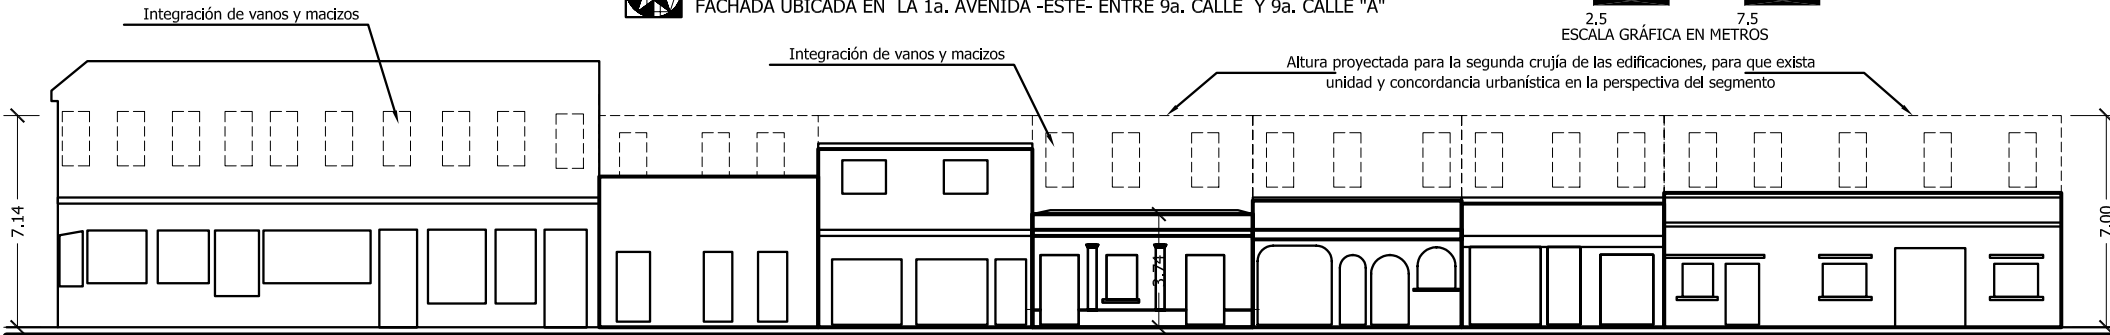 FACHADA UBICADA EN LA 1a. AVENIDA -ESTE- ENTRE 9a. CALLE Y 9a. CALLE "A"
2.5 7.5
ESCALA GRÁFICA EN METROS
Integración de vanos y macizos
Integración de vanos y macizos
Altura proyectada para la segunda crujía de las edificaciones, para que exista
unidad y concordancia urbanística en la perspectiva del segmento
7.14
3.74
7.00